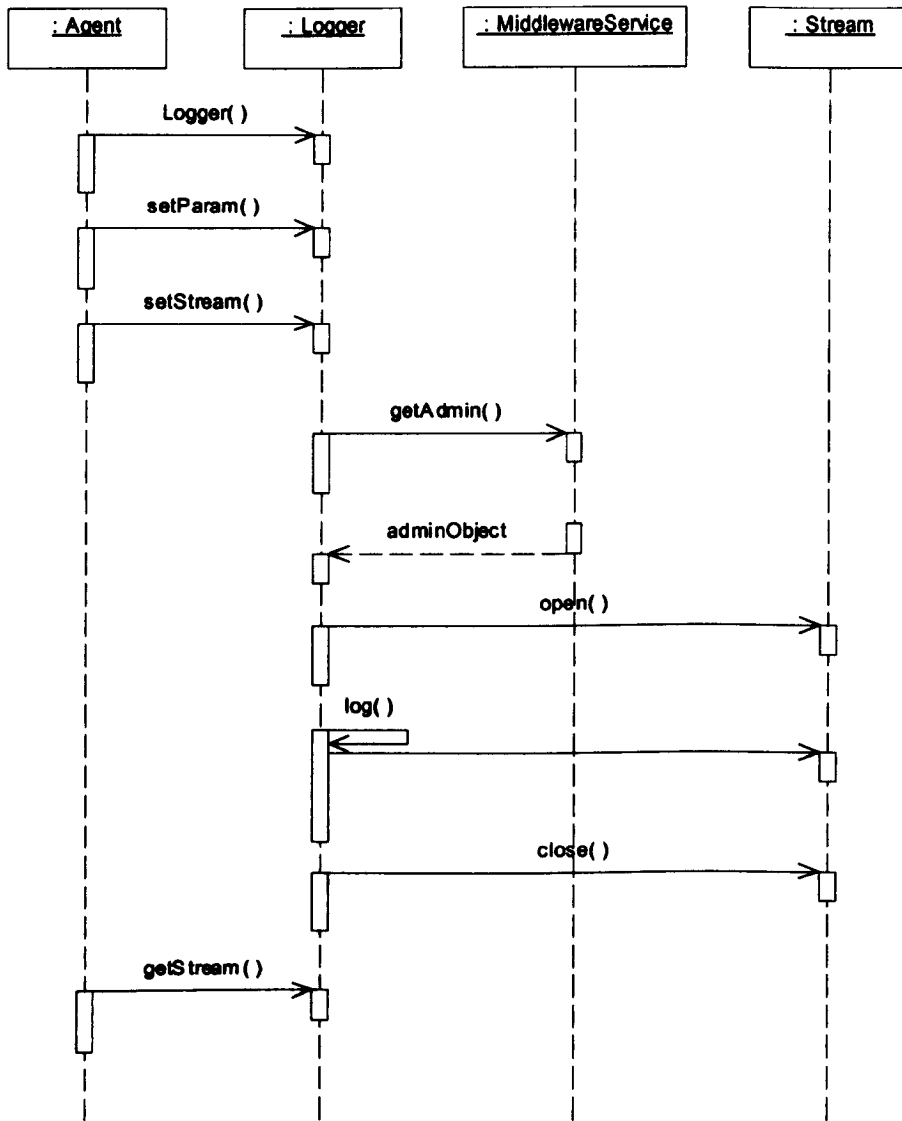 : Agent
: Logger
: MiddlewareService
: Stream
Logger( )
setParam( )
setStream( )
getAdmin( )
adminObject
open( )
log( )
close( )
getStream( )